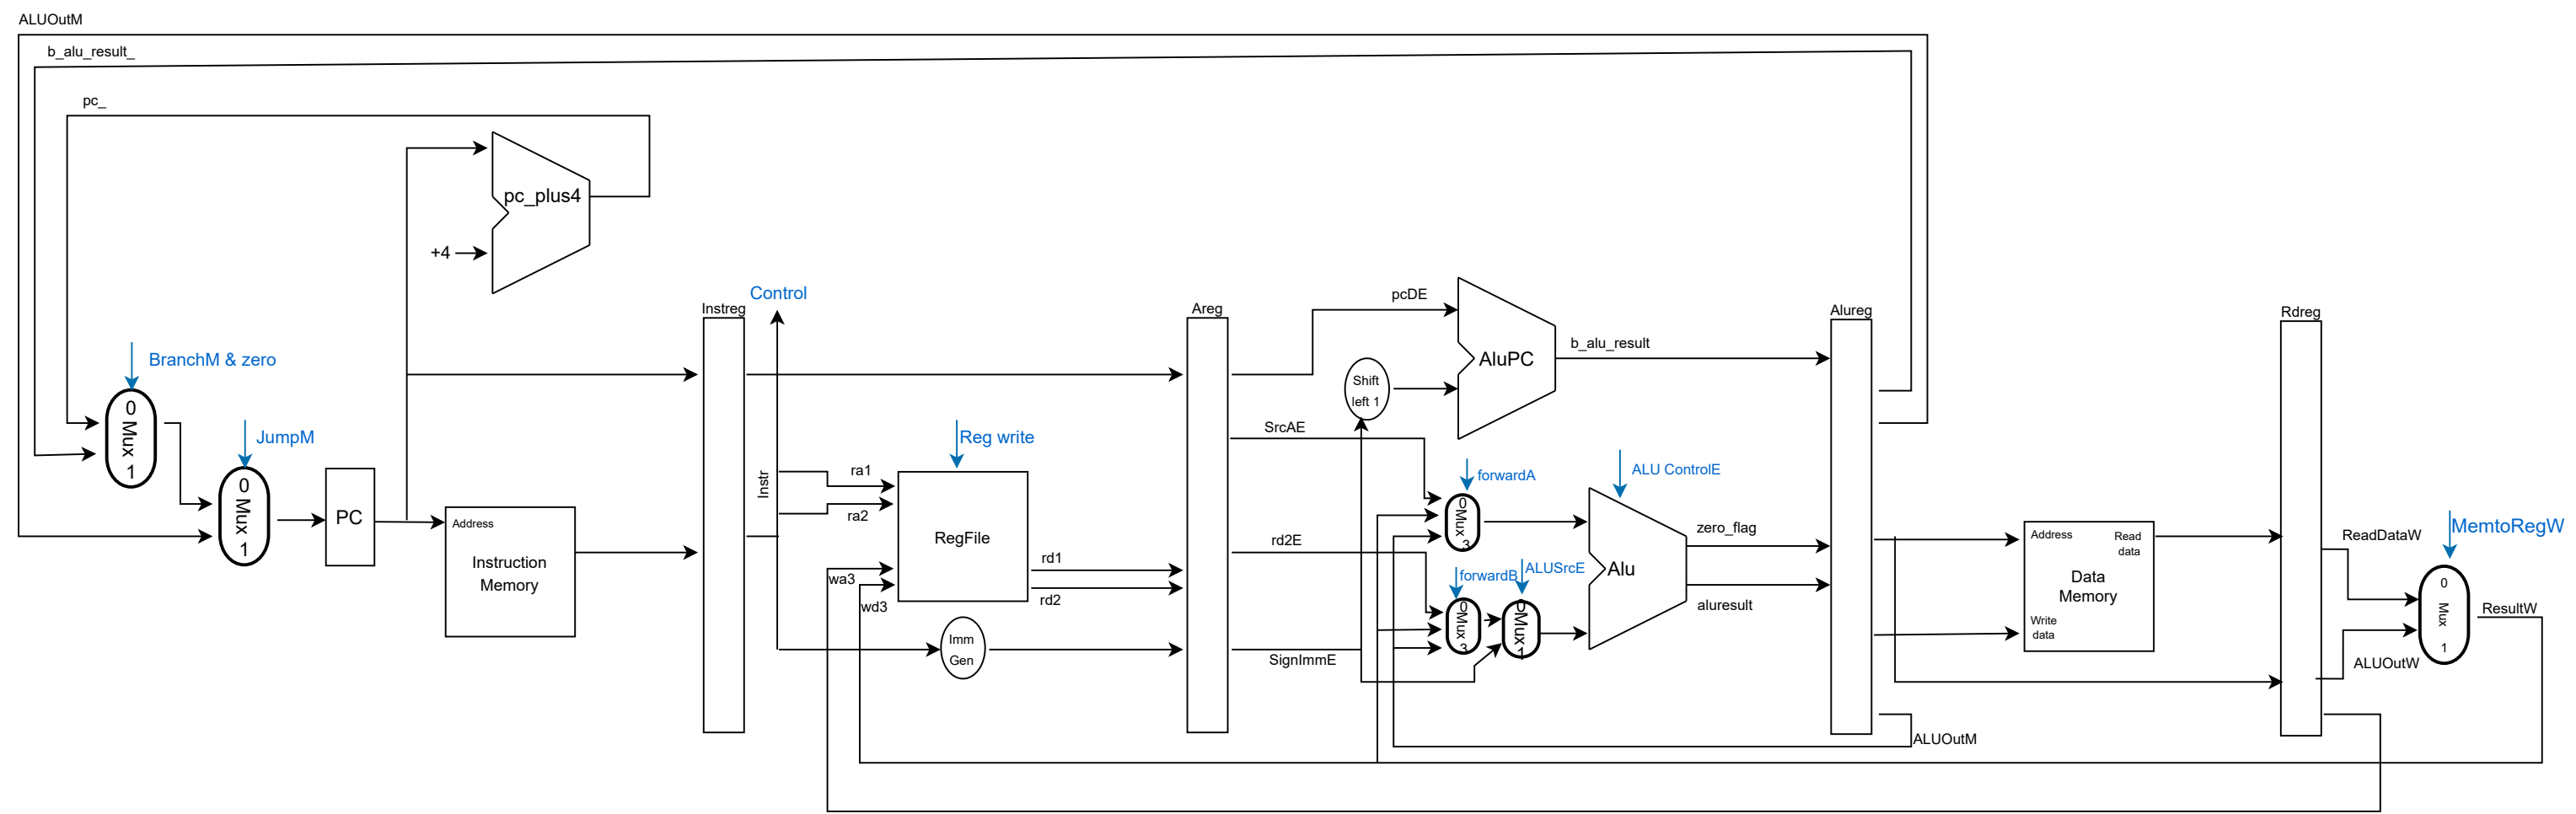 ALUOutM
b_alu_result_
pc_
pc_plus4
+4
Control
Instreg
Areg
pcDE
b_alu_result
AluPC
Alureg
Rdreg
BranchM & zero
Shift
left 1
0
Mux
1
JumpM
0
Mux
1
PC
Address
Instruction
Memory
Instr
Reg write
ra1
ra2
RegFile
rd1
rd2
wa3
wd3
Imm
Gen
SrcAE
rd2E
SignImmE
forwardA
0
Mux
3
forwardB
ALUSrcE
0
Mux
3
0
Mux
1
ALU ControlE
Alu
zero_flag
aluresult
Address
Read
data
Data
Memory
Write
data
ALUOutM
ReadDataW
ALUOutW
MemtoRegW
0
Mux
1
ResultW